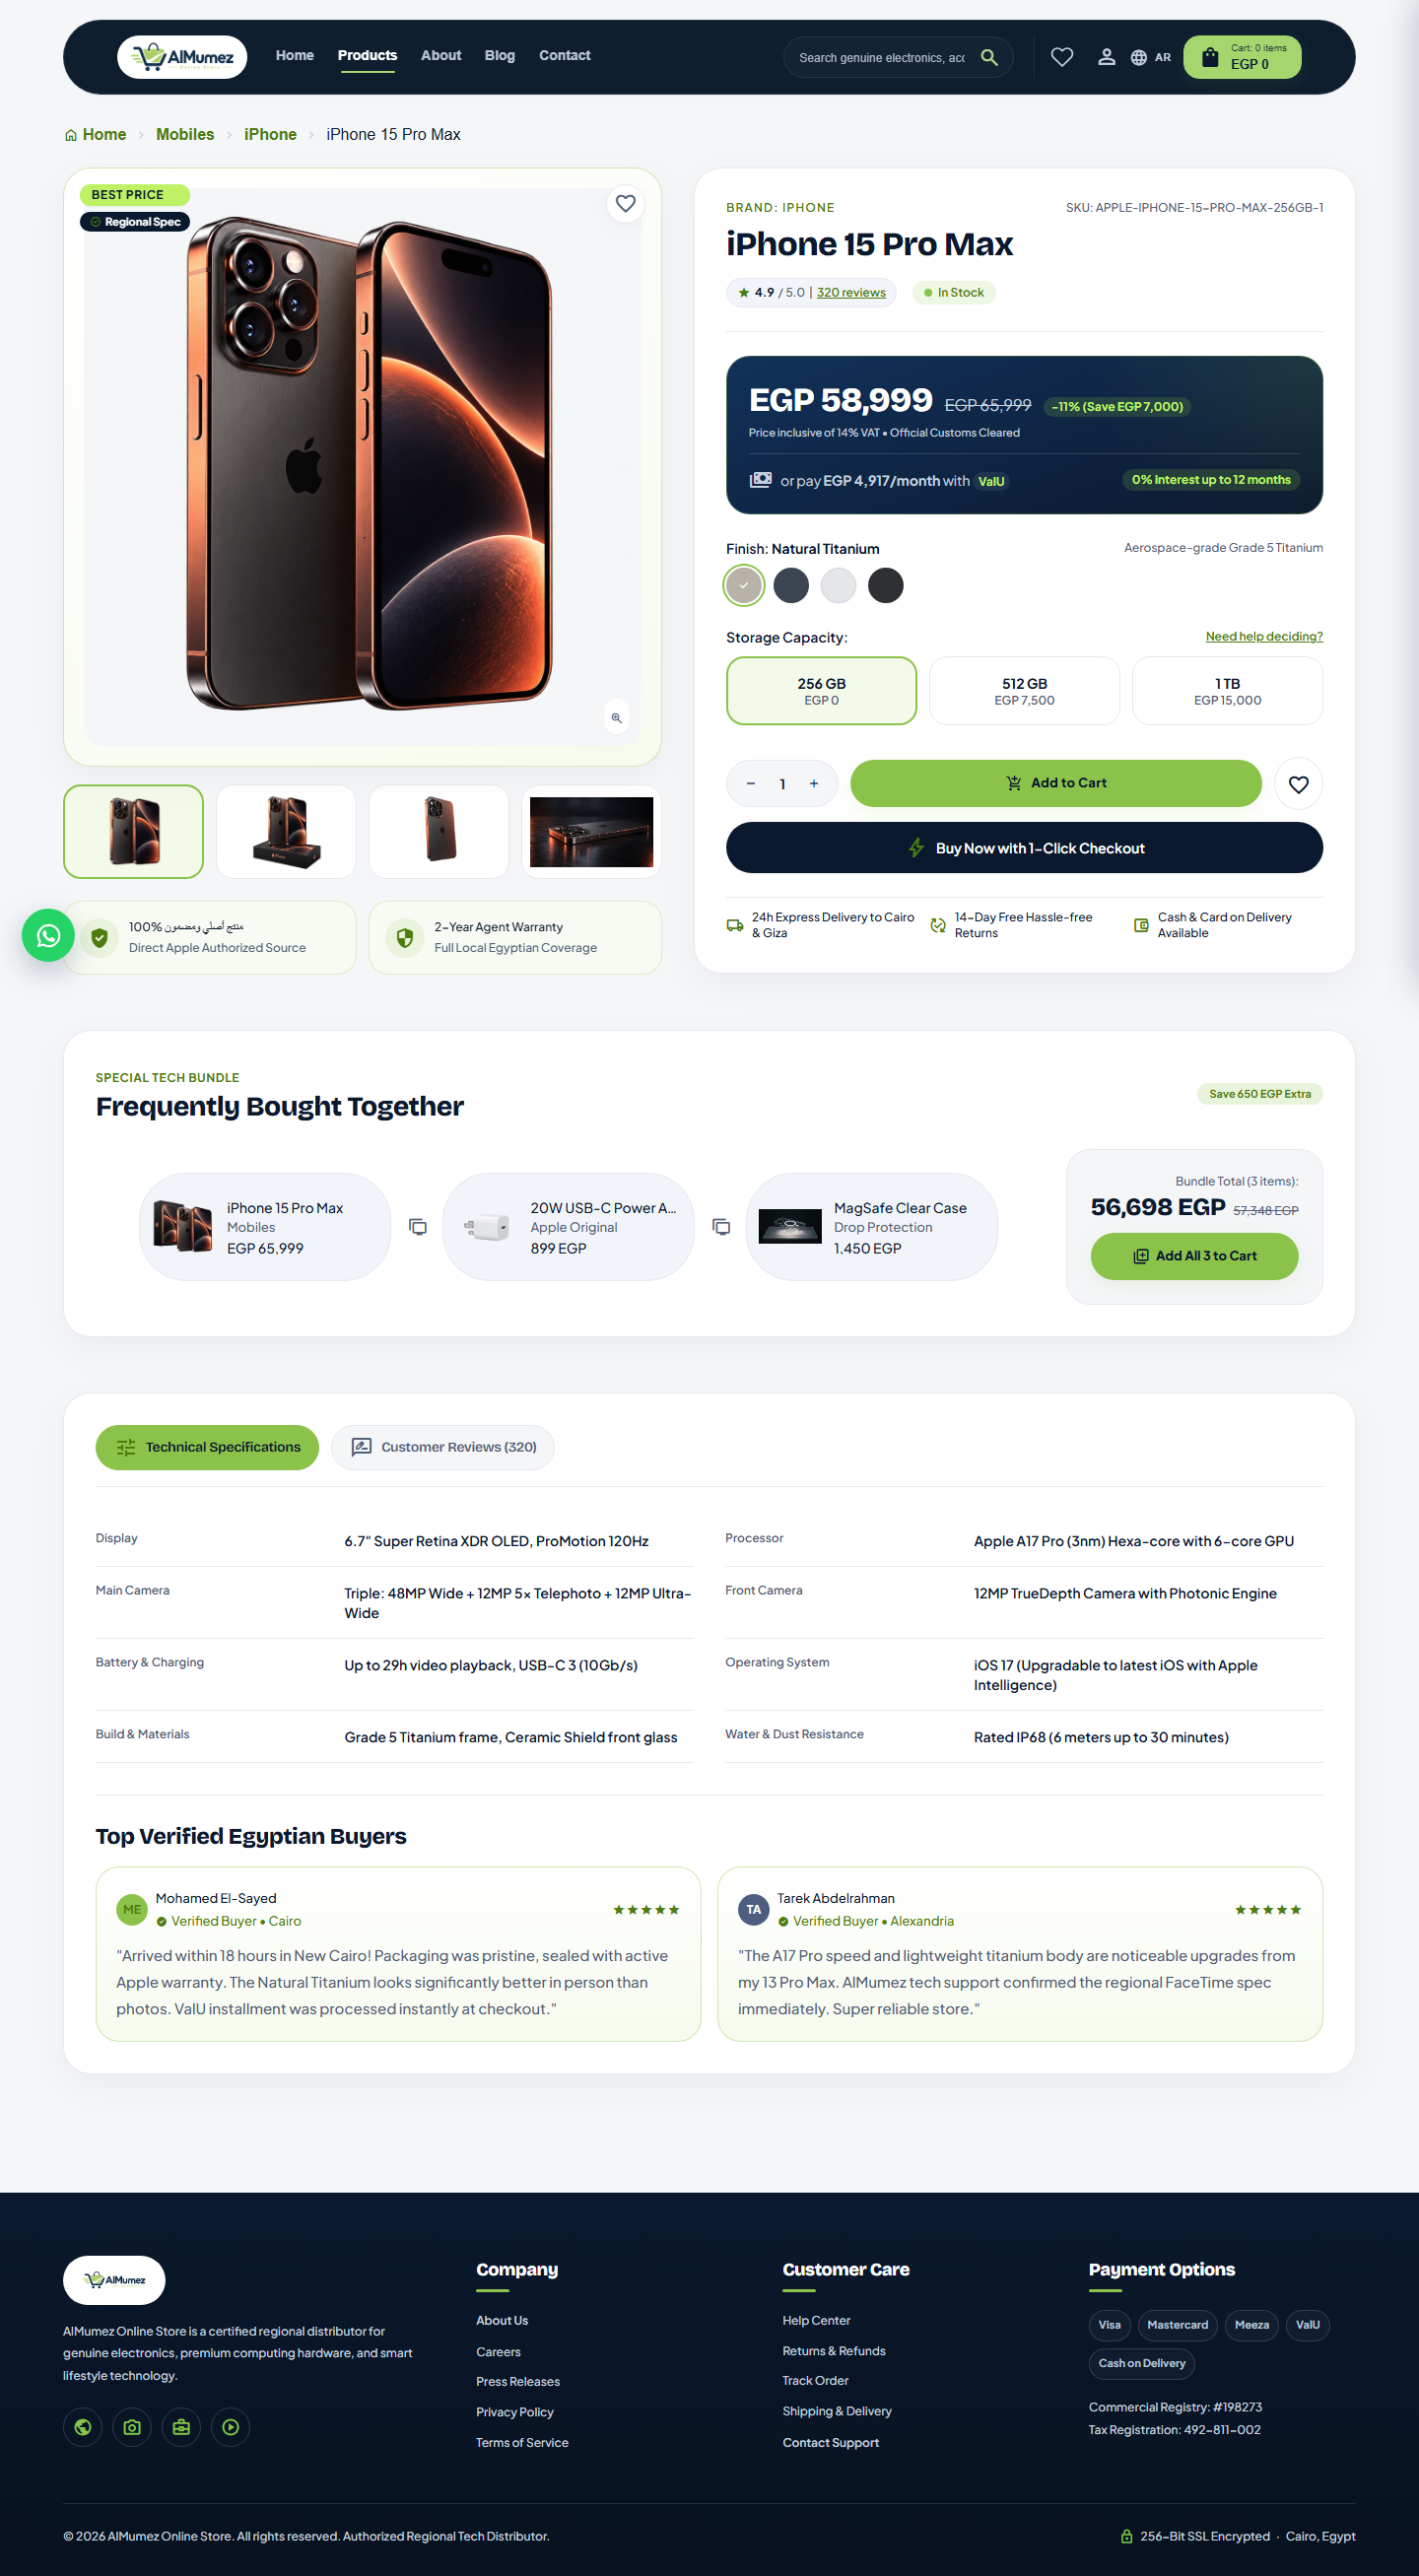 AlMumez
Home
Products
About
Blog
Contact
Search genuine electronics, acc
AR
Cart: 0 items
EGP 0
Home
Mobiles
iPhone
iPhone 15 Pro Max
BEST PRICE
Regional Spec
BRAND: IPHONE
SKU: APPLE-IPHONE-15-PRO-MAX-256GB-1
iPhone 15 Pro Max
4.9 / 5.0 | 320 reviews
In Stock
EGP 58,999 EGP 65,999 -11% (Save EGP 7,000)
Price inclusive of 14% VAT • Official Customs Cleared
or pay EGP 4,917/month with ValU
0% Interest up to 12 months
Finish: Natural Titanium
Aerospace-grade Grade 5 Titanium
Storage Capacity:
Need help deciding?
256 GB
EGP 0
512 GB
EGP 7,500
1 TB
EGP 15,000
− 1 +
Add to Cart
Buy Now with 1-Click Checkout
24h Express Delivery to Cairo
& Giza
14-Day Free Hassle-free
Returns
Cash & Card on Delivery
Available
منتج أصلي ومضمون 100%
Direct Apple Authorized Source
2-Year Agent Warranty
Full Local Egyptian Coverage
SPECIAL TECH BUNDLE
Frequently Bought Together
Save 650 EGP Extra
iPhone 15 Pro Max
Mobiles
EGP 65,999
20W USB-C Power A...
Apple Original
899 EGP
MagSafe Clear Case
Drop Protection
1,450 EGP
Bundle Total (3 items):
56,698 EGP 57,348 EGP
Add All 3 to Cart
Technical Specifications
Customer Reviews (320)
Display
6.7" Super Retina XDR OLED, ProMotion 120Hz
Processor
Apple A17 Pro (3nm) Hexa-core with 6-core GPU
Main Camera
Triple: 48MP Wide + 12MP 5x Telephoto + 12MP Ultra-
Wide
Front Camera
12MP TrueDepth Camera with Photonic Engine
Battery & Charging
Up to 29h video playback, USB-C 3 (10Gb/s)
Operating System
iOS 17 (Upgradable to latest iOS with Apple
Intelligence)
Build & Materials
Grade 5 Titanium frame, Ceramic Shield front glass
Water & Dust Resistance
Rated IP68 (6 meters up to 30 minutes)
Top Verified Egyptian Buyers
ME
Mohamed El-Sayed
Verified Buyer • Cairo
"Arrived within 18 hours in New Cairo! Packaging was pristine, sealed with active
Apple warranty. The Natural Titanium looks significantly better in person than
photos. ValU installment was processed instantly at checkout."
TA
Tarek Abdelrahman
Verified Buyer • Alexandria
"The A17 Pro speed and lightweight titanium body are noticeable upgrades from
my 13 Pro Max. AlMumez tech support confirmed the regional FaceTime spec
immediately. Super reliable store."
AlMumez
AlMumez Online Store is a certified regional distributor for
genuine electronics, premium computing hardware, and smart
lifestyle technology.
Company
About Us
Careers
Press Releases
Privacy Policy
Terms of Service
Customer Care
Help Center
Returns & Refunds
Track Order
Shipping & Delivery
Contact Support
Payment Options
Visa
Mastercard
Meeza
ValU
Cash on Delivery
Commercial Registry: #198273
Tax Registration: 492-811-002
© 2026 AlMumez Online Store. All rights reserved. Authorized Regional Tech Distributor.
256-Bit SSL Encrypted · Cairo, Egypt